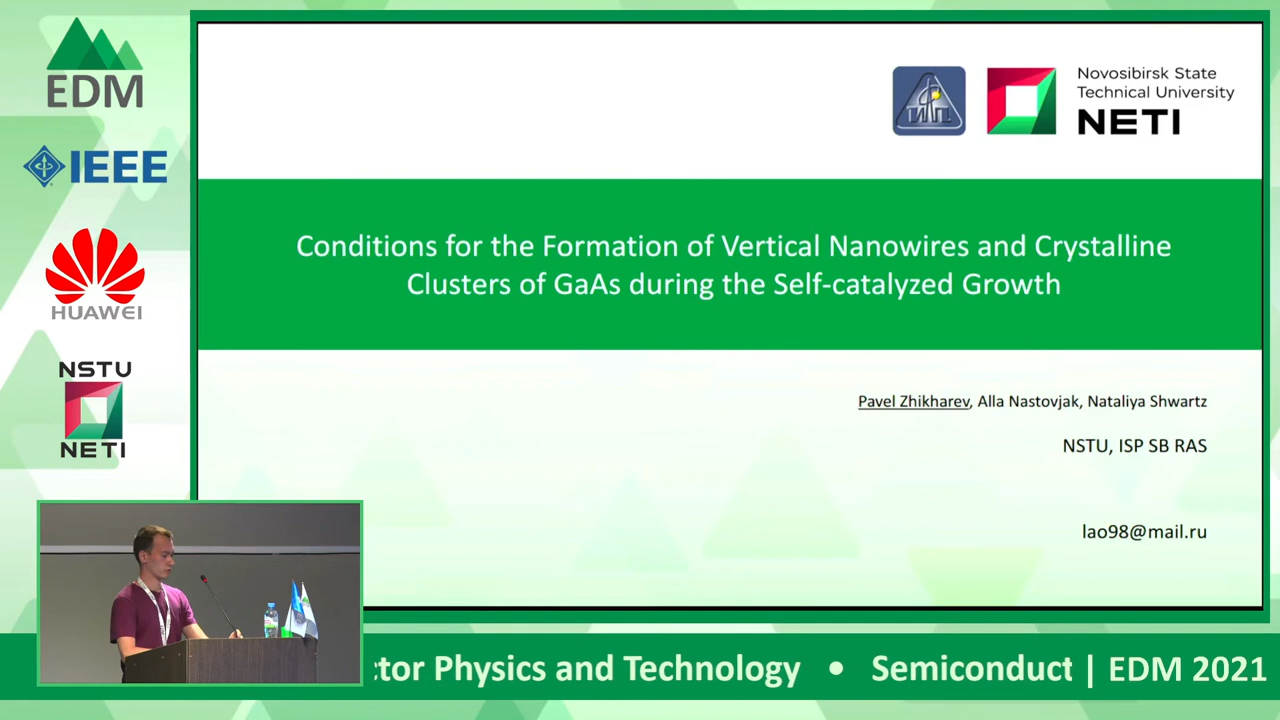 EDM
IEEE
HUAWEI
NSTU
NETI
ИФП
Novosibirsk State
Technical University
NETI
Conditions for the Formation of Vertical Nanowires and Crystalline
Clusters of GaAs during the Self-catalyzed Growth
Pavel Zhikharev, Alla Nastovjak, Nataliya Shwartz
NSTU, ISP SB RAS
lao98@mail.ru
ctor Physics and Technology • Semiconduct | EDM 2021